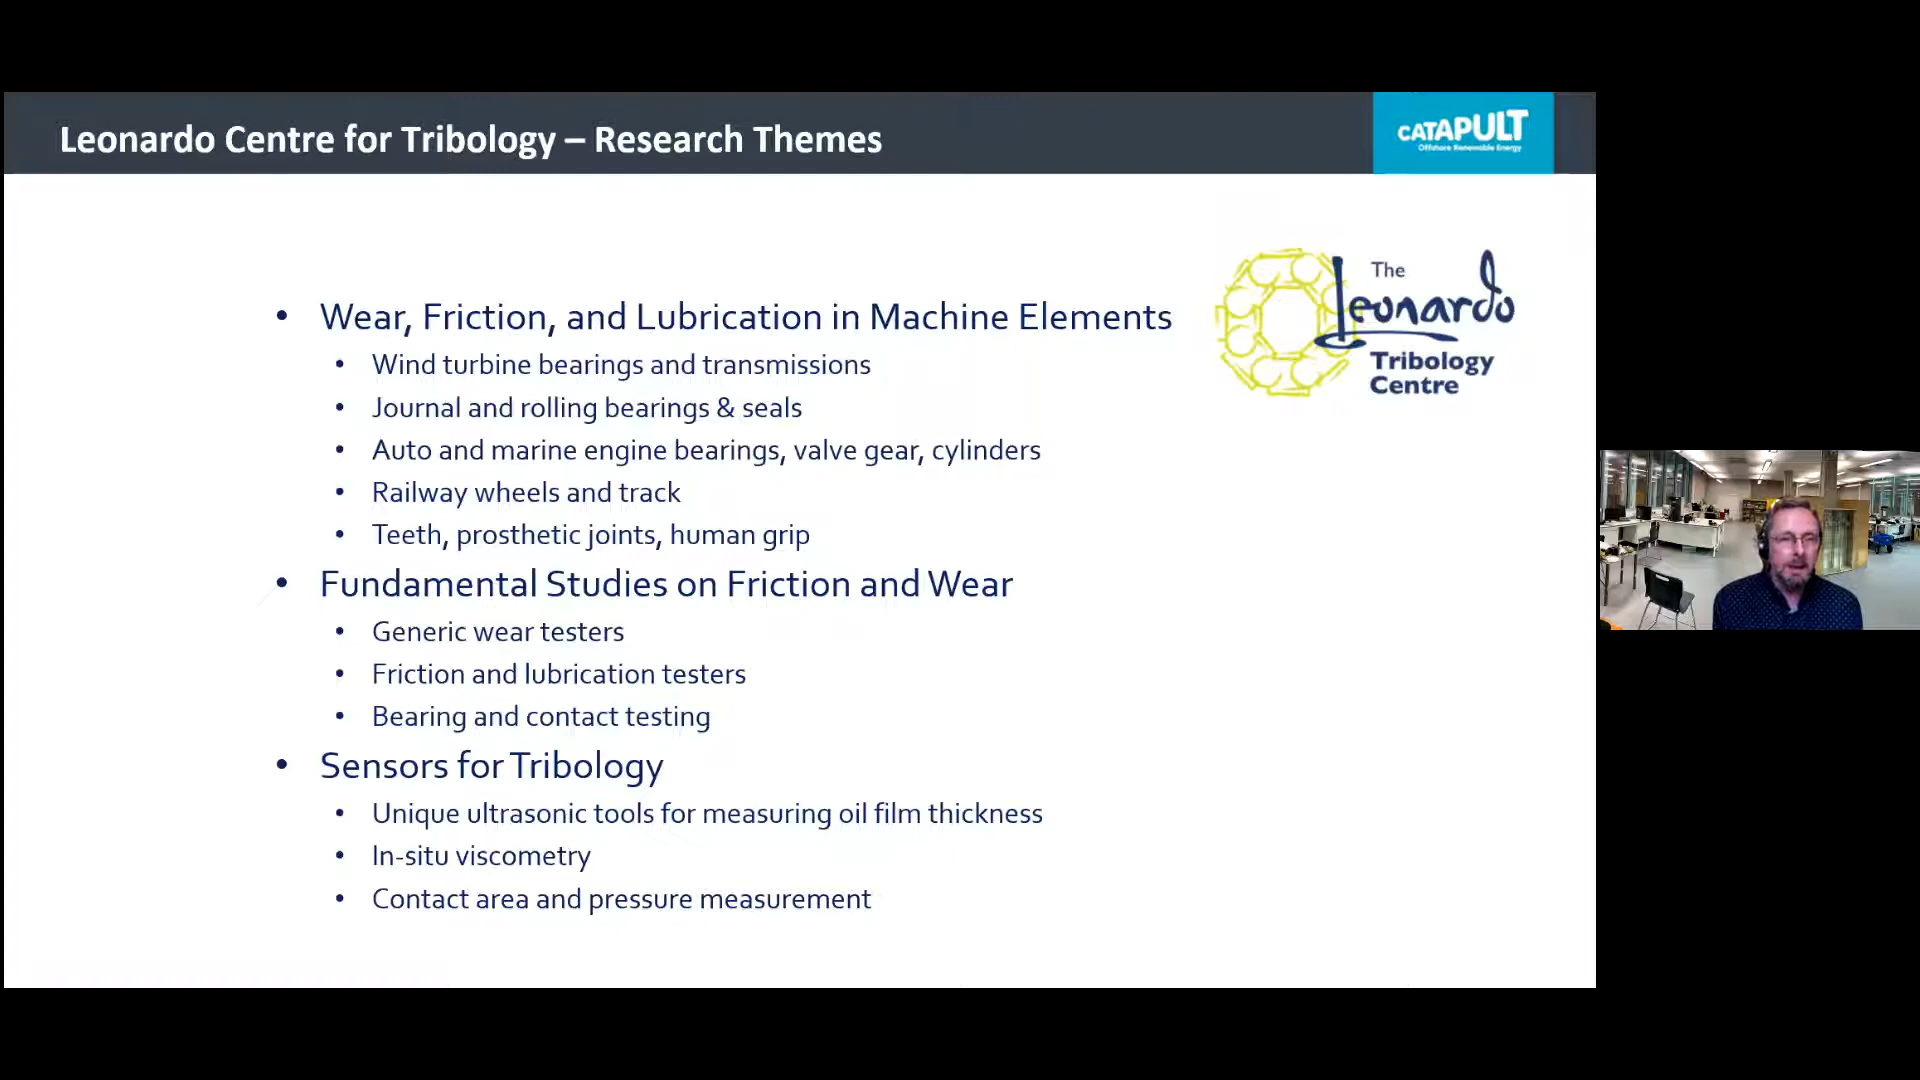 Leonardo Centre for Tribology – Research Themes
CATAPULT
Offshore Renewable Energy
The
Leonardo
Tribology
Centre
• Wear, Friction, and Lubrication in Machine Elements
• Wind turbine bearings and transmissions
• Journal and rolling bearings & seals
• Auto and marine engine bearings, valve gear, cylinders
• Railway wheels and track
• Teeth, prosthetic joints, human grip
• Fundamental Studies on Friction and Wear
• Generic wear testers
• Friction and lubrication testers
• Bearing and contact testing
• Sensors for Tribology
• Unique ultrasonic tools for measuring oil film thickness
• In-situ viscometry
• Contact area and pressure measurement